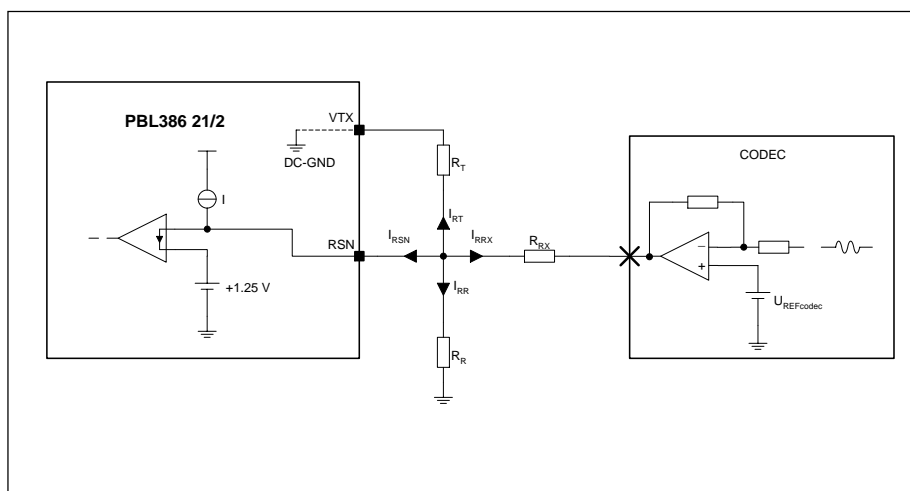 PBL386 21/2
VTX
DC-GND
I
RSN
+1.25 V
R_T
I_RT
I_RSN
I_RRX
R_RX
I_RR
R_R
CODEC
−
+
U_REFcodec